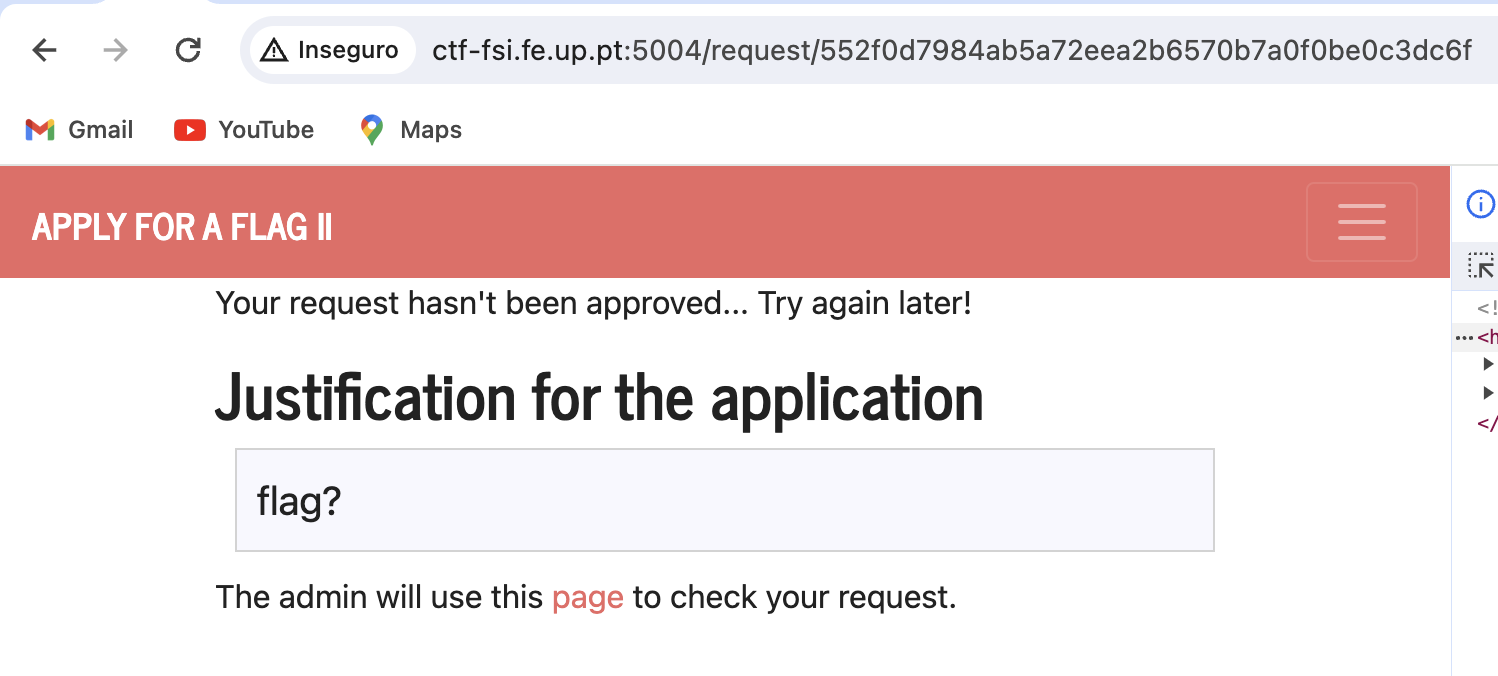 Inseguro ctf-fsi.fe.up.pt:5004/request/552f0d7984ab5a72eea2b6570b7a0f0be0c3dc6f
Gmail YouTube Maps
APPLY FOR A FLAG II
Your request hasn't been approved... Try again later!
Justification for the application
flag?
The admin will use this page to check your request.
<!
<h
</